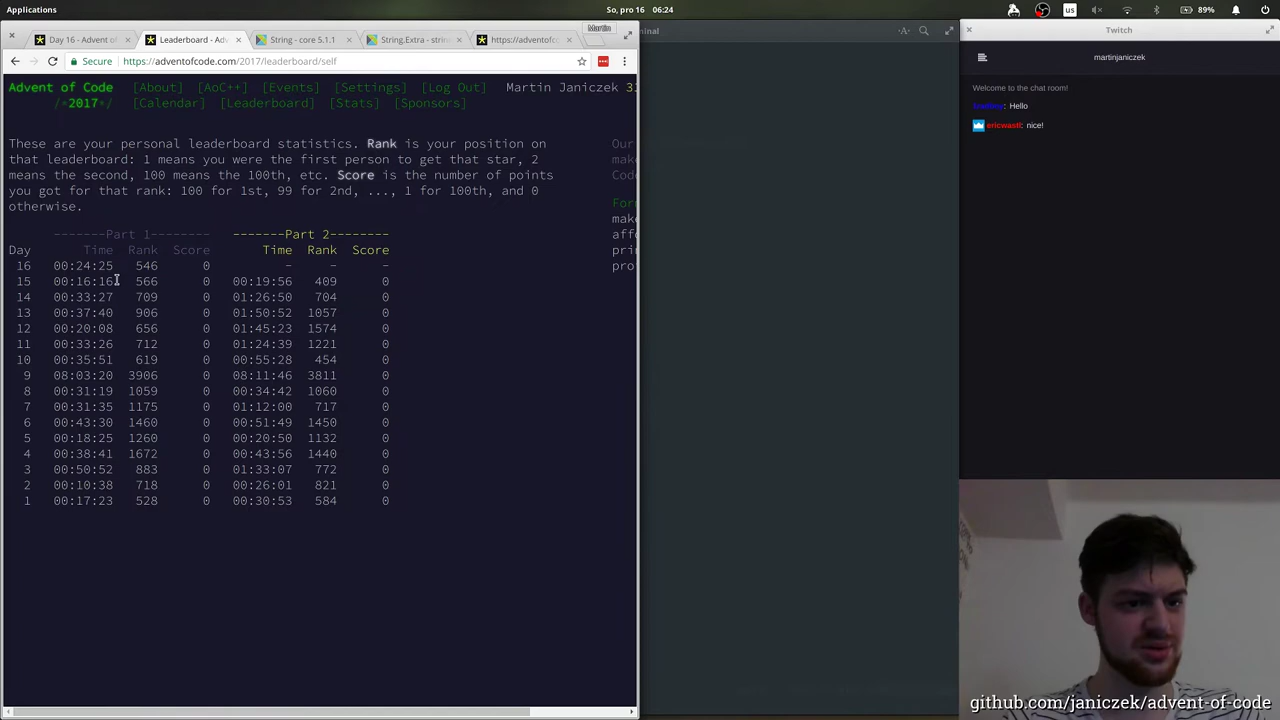 Applications
So, pro 16 06:24
us
89%
Day 16 - Advent of
Leaderboard - Adv
String - core 5.1.1
String.Extra - strin
https://adventofc
Martin
minal
-A-
Twitch
Secure
https://adventofcode.com/2017/leaderboard/self
martinjaniczek
Advent of Code [About] [AoC++] [Events] [Settings] [Log Out] Martin Janiczek 31
/*2017*/ [Calendar] [Leaderboard] [Stats] [Sponsors]
Welcome to the chat room!
: Hello
ericwastl: nice!
These are your personal leaderboard statistics. Rank is your position on
that leaderboard: 1 means you were the first person to get that star, 2
means the second, 100 means the 100th, etc. Score is the number of points
you got for that rank: 100 for 1st, 99 for 2nd, ..., 1 for 100th, and 0
otherwise.
Our
make
Code
For
make
affo
pri
pro
-------Part 1-------- -------Part 2--------
Day Time Rank Score Time Rank Score
16 00:24:25 546 0 - - -
15 00:16:16 566 0 00:19:56 409 0
14 00:33:27 709 0 01:26:50 704 0
13 00:37:40 906 0 01:50:52 1057 0
12 00:20:08 656 0 01:45:23 1574 0
11 00:33:26 712 0 01:24:39 1221 0
10 00:35:51 619 0 00:55:28 454 0
9 08:03:20 3906 0 08:11:46 3811 0
8 00:31:19 1059 0 00:34:42 1060 0
7 00:31:35 1175 0 01:12:00 717 0
6 00:43:30 1460 0 00:51:49 1450 0
5 00:18:25 1260 0 00:20:50 1132 0
4 00:38:41 1672 0 00:43:56 1440 0
3 00:50:52 883 0 01:33:07 772 0
2 00:10:38 718 0 00:26:01 821 0
1 00:17:23 528 0 00:30:53 584 0
github.com/janiczek/advent-of-code